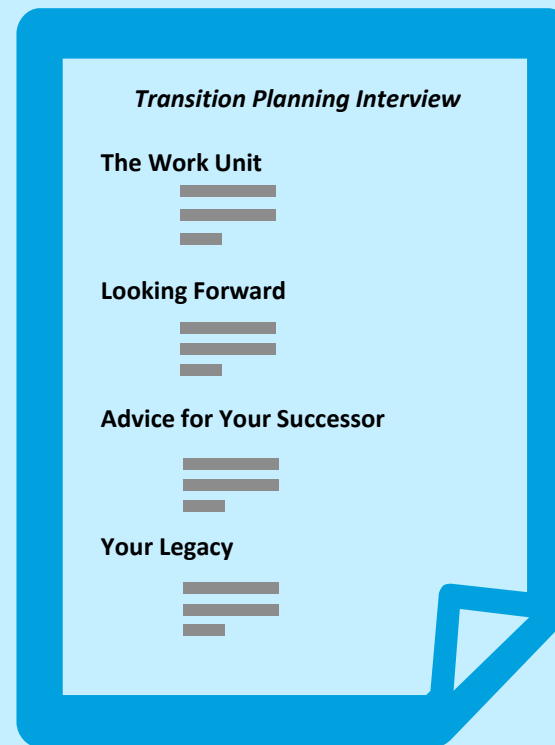 Transition Planning Interview
The Work Unit
Looking Forward
Advice for Your Successor
Your Legacy